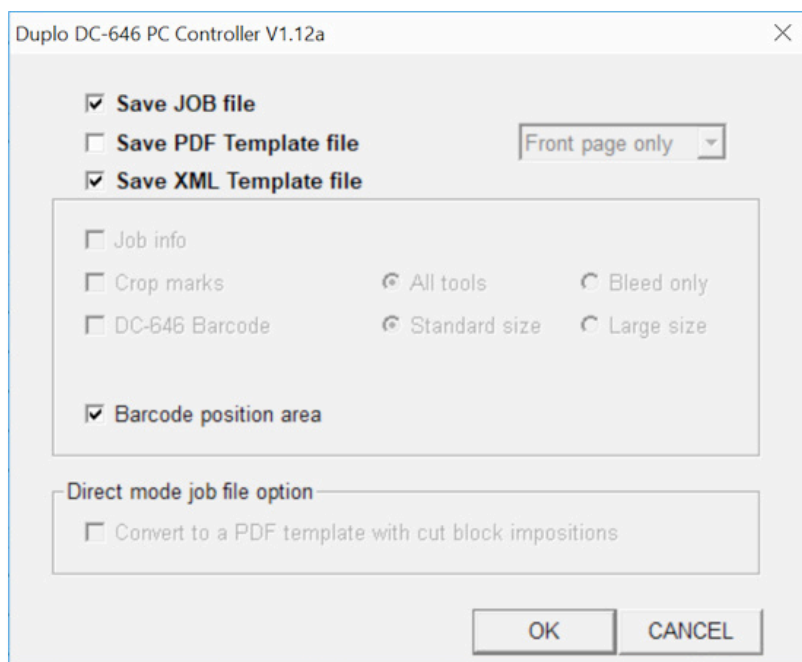 Duplo DC-646 PC Controller V1.12a
Save JOB file
Save PDF Template file Front page only
Save XML Template file
Job info
Crop marks All tools Bleed only
DC-646 Barcode Standard size Large size
Barcode position area
Direct mode job file option
Convert to a PDF template with cut block impositions
OK CANCEL